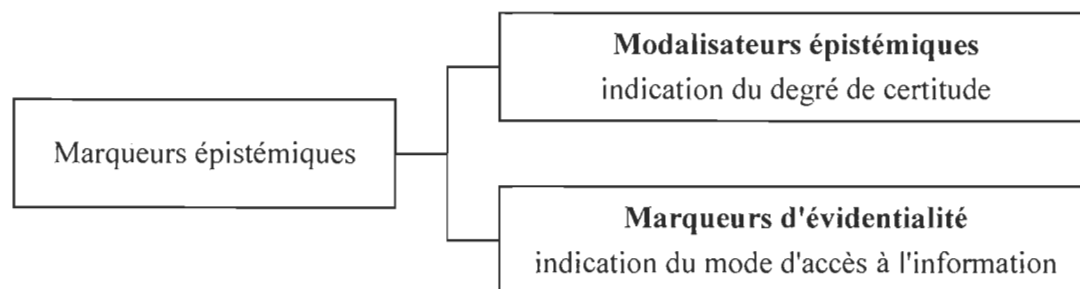 Modalisateurs épistémiques
indication du degré de certitude
Marqueurs épistémiques
Marqueurs d'évidentialité
indication du mode d'accès à l'information